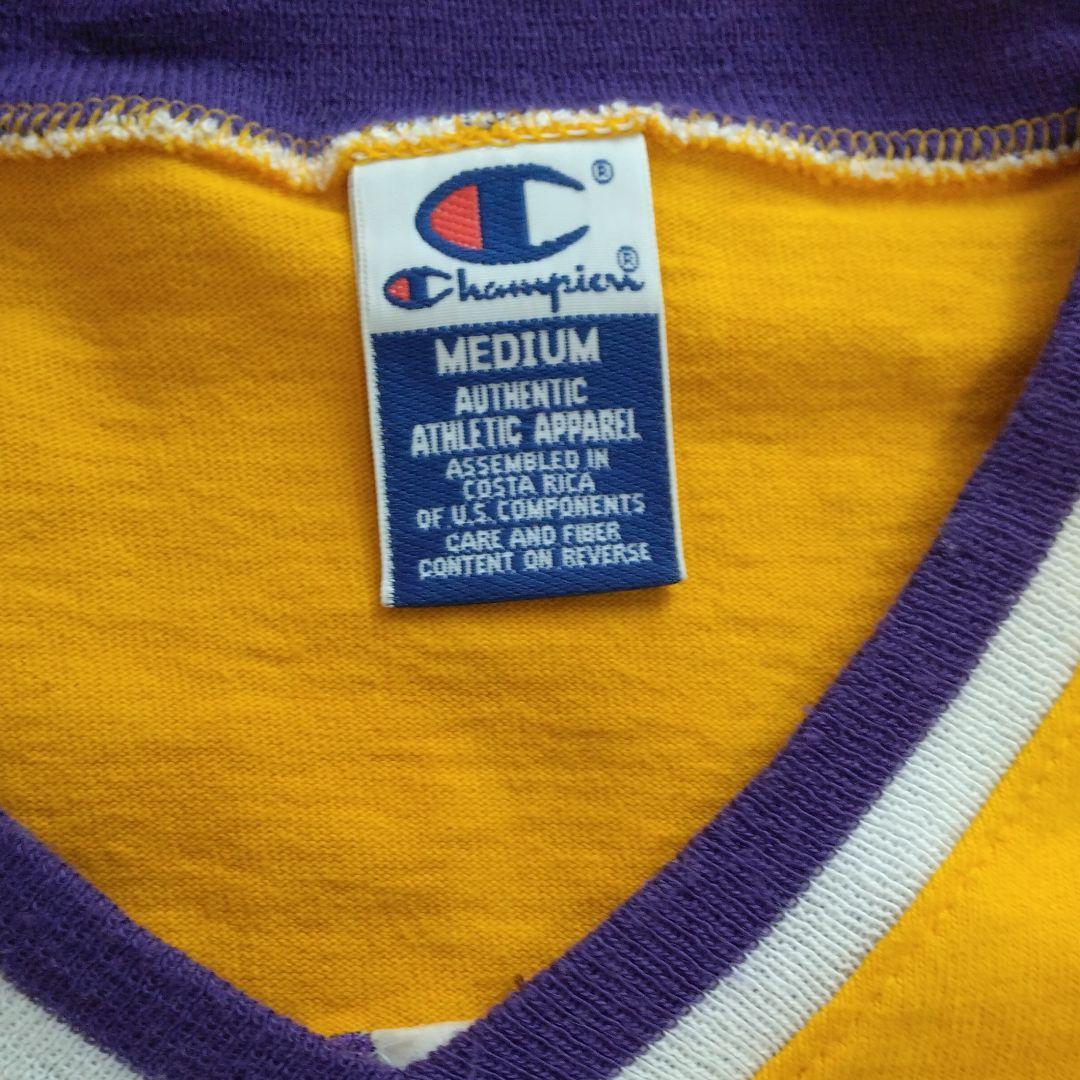 ®
Champion®
MEDIUM
AUTHENTIC
ATHLETIC APPAREL
ASSEMBLED IN
COSTA RICA
OF U.S. COMPONENTS
CARE AND FIBER
CONTENT ON REVERSE